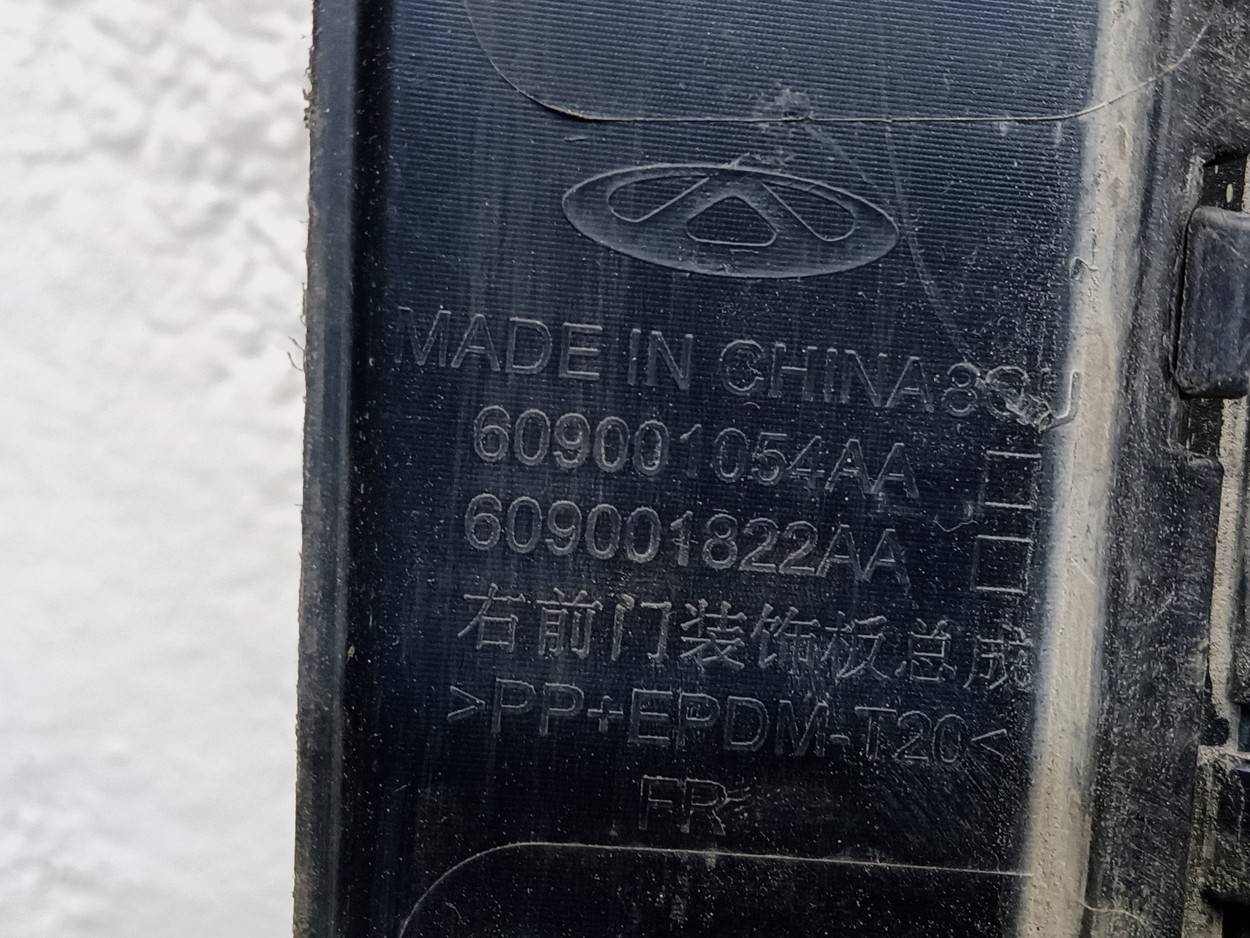 MADE IN CHINA
609001054AA □
609001822AA □
右前门装饰板总成
>PP+EPDM-T20<
FR